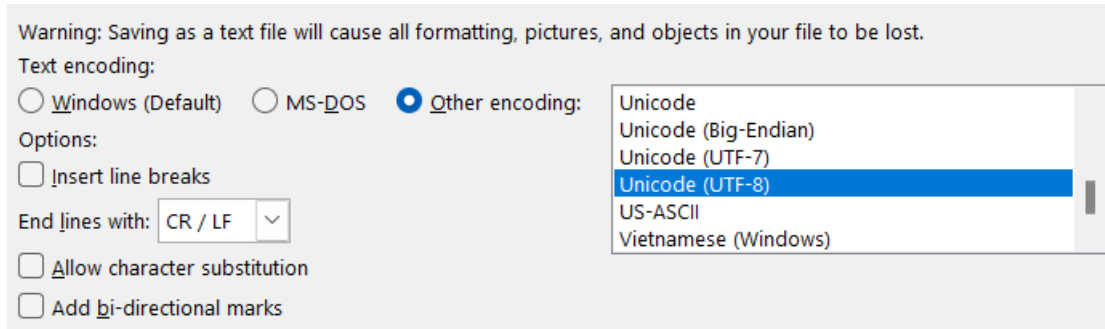 Warning: Saving as a text file will cause all formatting, pictures, and objects in your file to be lost.
Text encoding:
Windows (Default) MS-DOS Other encoding:
Options:
Insert line breaks
End lines with: CR / LF
Allow character substitution
Add bi-directional marks
Unicode
Unicode (Big-Endian)
Unicode (UTF-7)
Unicode (UTF-8)
US-ASCII
Vietnamese (Windows)